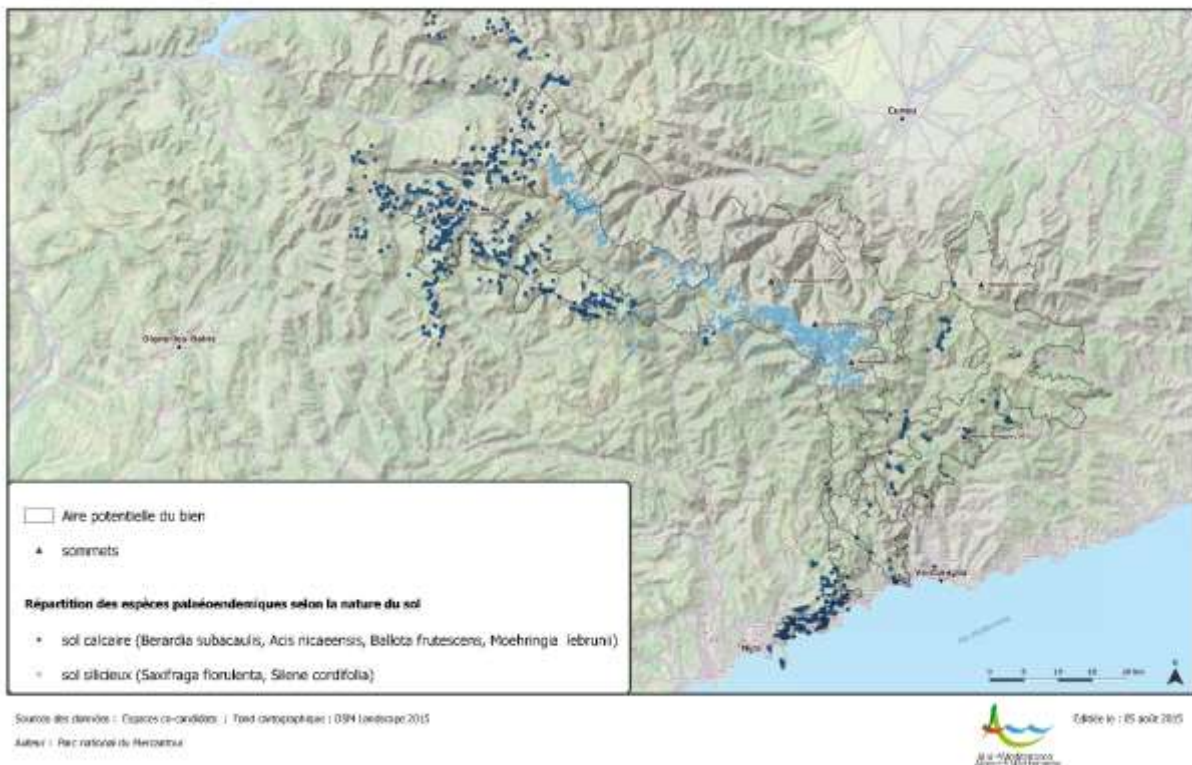 Cuneo
Digne-les-Bains
Ventimiglia
Nice
Aire potentielle du bien
sommets
Répartition des espèces palaéoendemiques selon la nature du sol
sol calcaire (Berardia subacaulis, Acis nicaeensis, Ballota frutescens, Moehringia lebrunii)
sol silicieux (Saxifraga florulenta, Silene cordifolia)
Sources des données : Espaces co-candidats | Fond cartographique : OSM Landscape 2015
Editée le : 05 août 2015
Auteur : Parc national du Mercantour